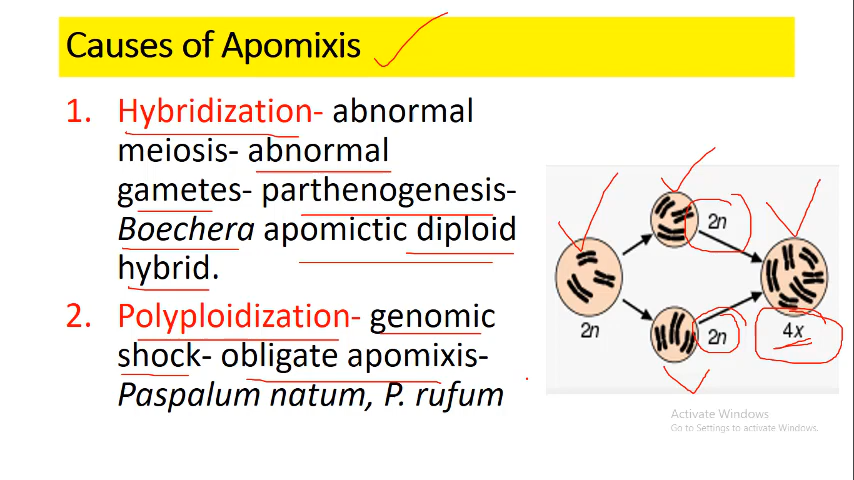 Causes of Apomixis
1. Hybridization- abnormal
meiosis- abnormal
gametes- parthenogenesis-
Boechera apomictic diploid
hybrid.
2. Polyploidization- genomic
shock- obligate apomixis-
Paspalum natum, P. rufum
2n
2n
2n
4x
Activate Windows
Go to Settings to activate Windows.